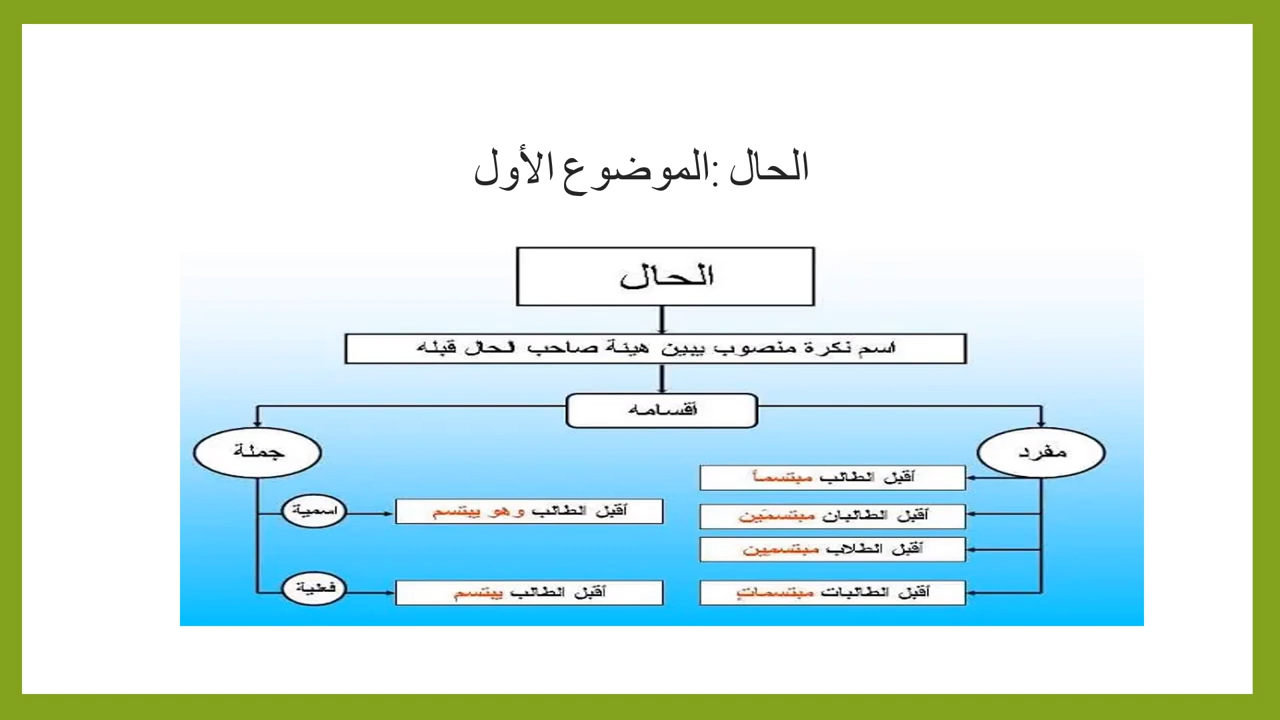 الحال :الموضوع الأول
الحال
اسم نكرة منصوب يبين هيئة صاحب الحال قبله
أقسامه
مفرد
جملة
أقبل الطالب مبتسماً
أقبل الطالبان مبتسمَين
أقبل الطلاب مبتسمين
أقبل الطالبات مبتسماتٍ
اسمية
أقبل الطالب وهو يبتسم
فعلية
أقبل الطالب يبتسم